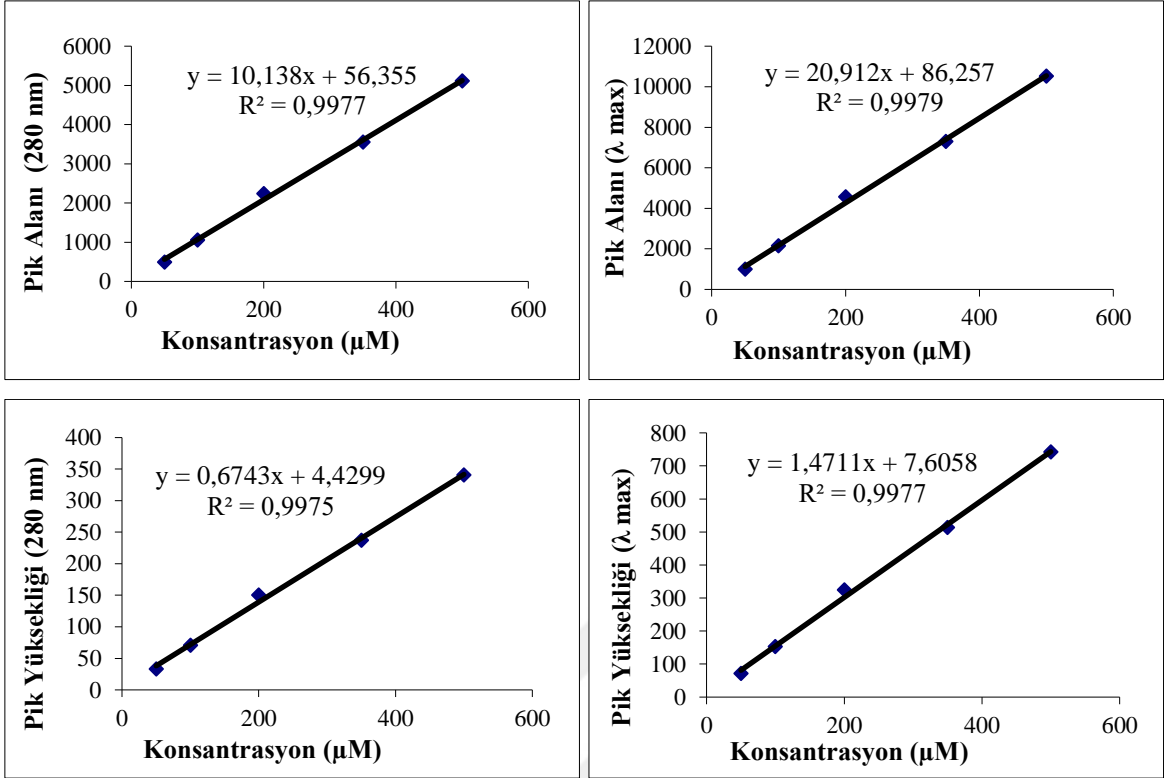 6000
5000
4000
3000
2000
1000
0
0 200 400 600
y = 10,138x + 56,355
R² = 0,9977
Pik Alanı (280 nm)
Konsantrasyon (µM)
12000
10000
8000
6000
4000
2000
0
0 200 400 600
y = 20,912x + 86,257
R² = 0,9979
Pik Alanı (λ max)
Konsantrasyon (µM)
400
350
300
250
200
150
100
50
0
0 200 400 600
y = 0,6743x + 4,4299
R² = 0,9975
Pik Yüksekliği (280 nm)
Konsantrasyon (µM)
800
700
600
500
400
300
200
100
0
0 200 400 600
y = 1,4711x + 7,6058
R² = 0,9977
Pik Yüksekliği (λ max)
Konsantrasyon (µM)